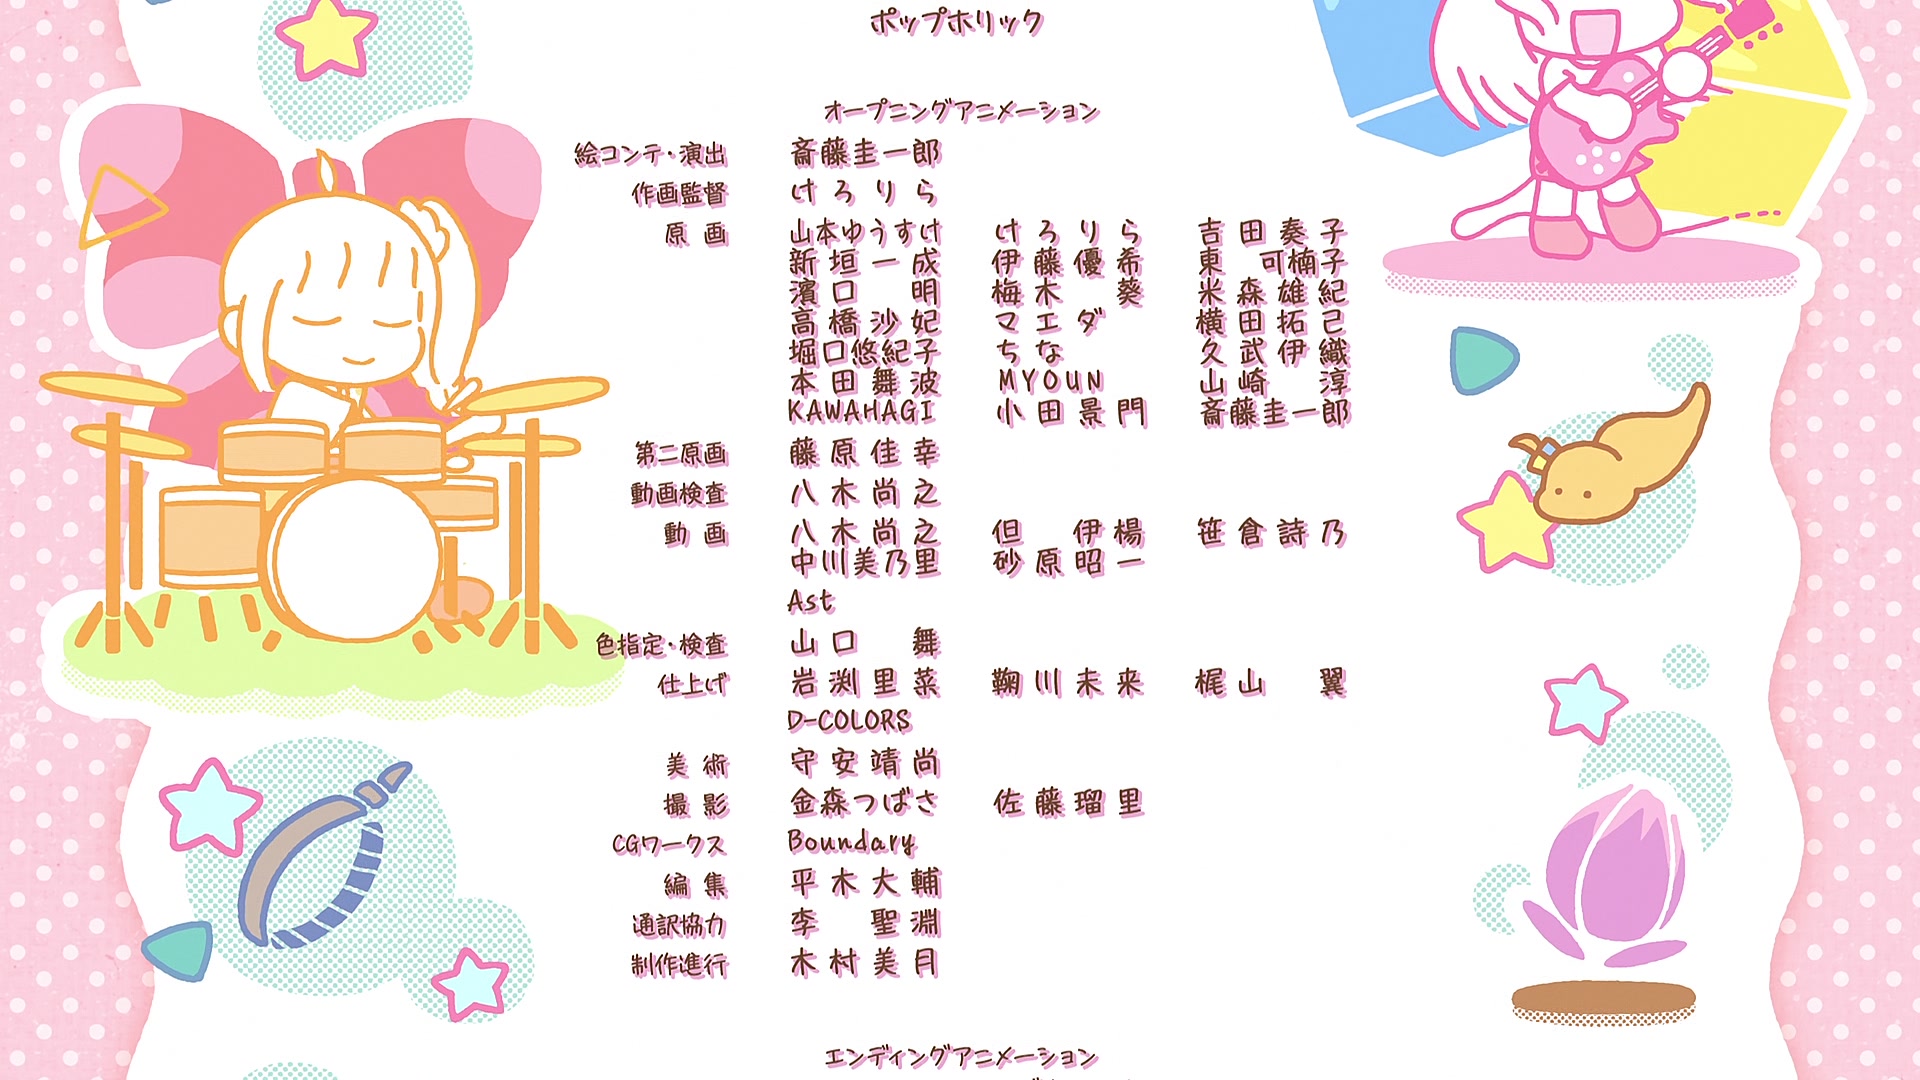 ポップホリック
オープニングアニメーション
絵コンテ・演出 斎藤圭一郎
作画監督 けろりら
原画 山本ゆうすけ けろりら 吉田奏子
新垣一成 伊藤優希 東 可楠子
濱口 明 梅木 葵 米森雄紀
高橋沙妃 マエダ 横田拓己
堀口悠紀子 ちな 久武伊織
本田舞波 MYOUN 山崎 淳
KAWAHAGI 小田景門 斎藤圭一郎
第二原画 藤原佳幸
動画検査 八木尚之
動画 八木尚之 但 伊楊 笹倉詩乃
中川美乃里 砂原昭一
Ast
色指定・検査 山口 舞
仕上げ 岩渕里菜 鞠川未来 梶山 翼
D-COLORS
美術 守安靖尚
撮影 金森つばさ 佐藤瑠里
CGワークス Boundary
編集 平木大輔
通訳協力 李 聖淵
制作進行 木村美月
エンディングアニメーション